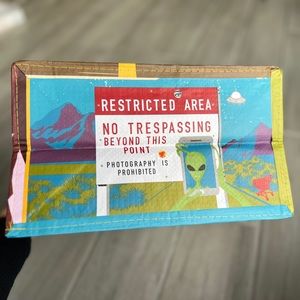 RESTRICTED AREA
NO TRESPASSING
BEYOND THIS
POINT
PHOTOGRAPHY IS
PROHIBITED